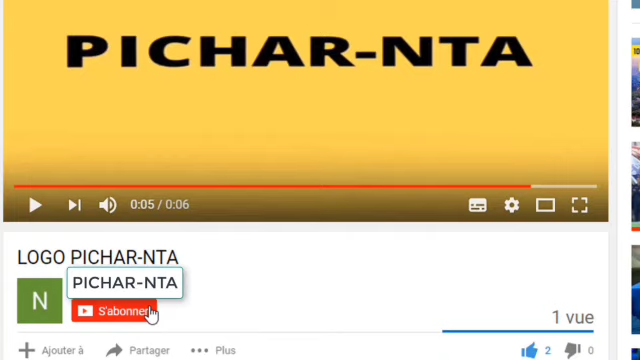 PICHAR-NTA
0:05 / 0:06
LOGO PICHAR-NTA
N
PICHAR-NTA
S'abonner
1 vue
Ajouter à
Partager
Plus
2
0